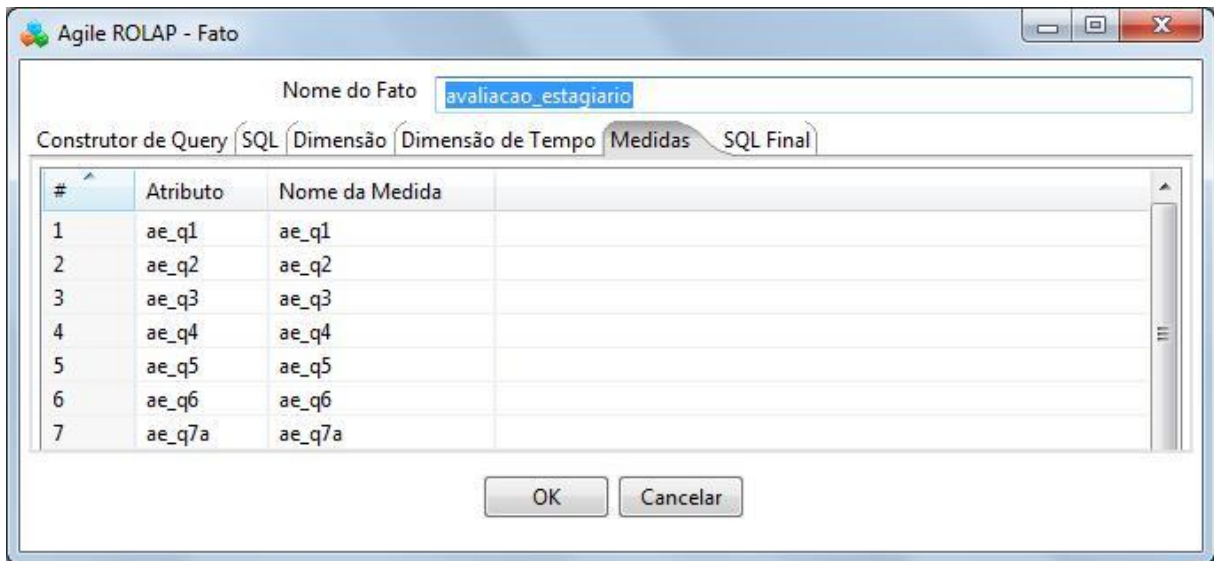 Agile ROLAP - Fato
Nome do Fato avaliacao_estagiario
Construtor de Query SQL Dimensão Dimensão de Tempo Medidas SQL Final
# Atributo Nome da Medida
1 ae_q1 ae_q1
2 ae_q2 ae_q2
3 ae_q3 ae_q3
4 ae_q4 ae_q4
5 ae_q5 ae_q5
6 ae_q6 ae_q6
7 ae_q7a ae_q7a
OK Cancelar